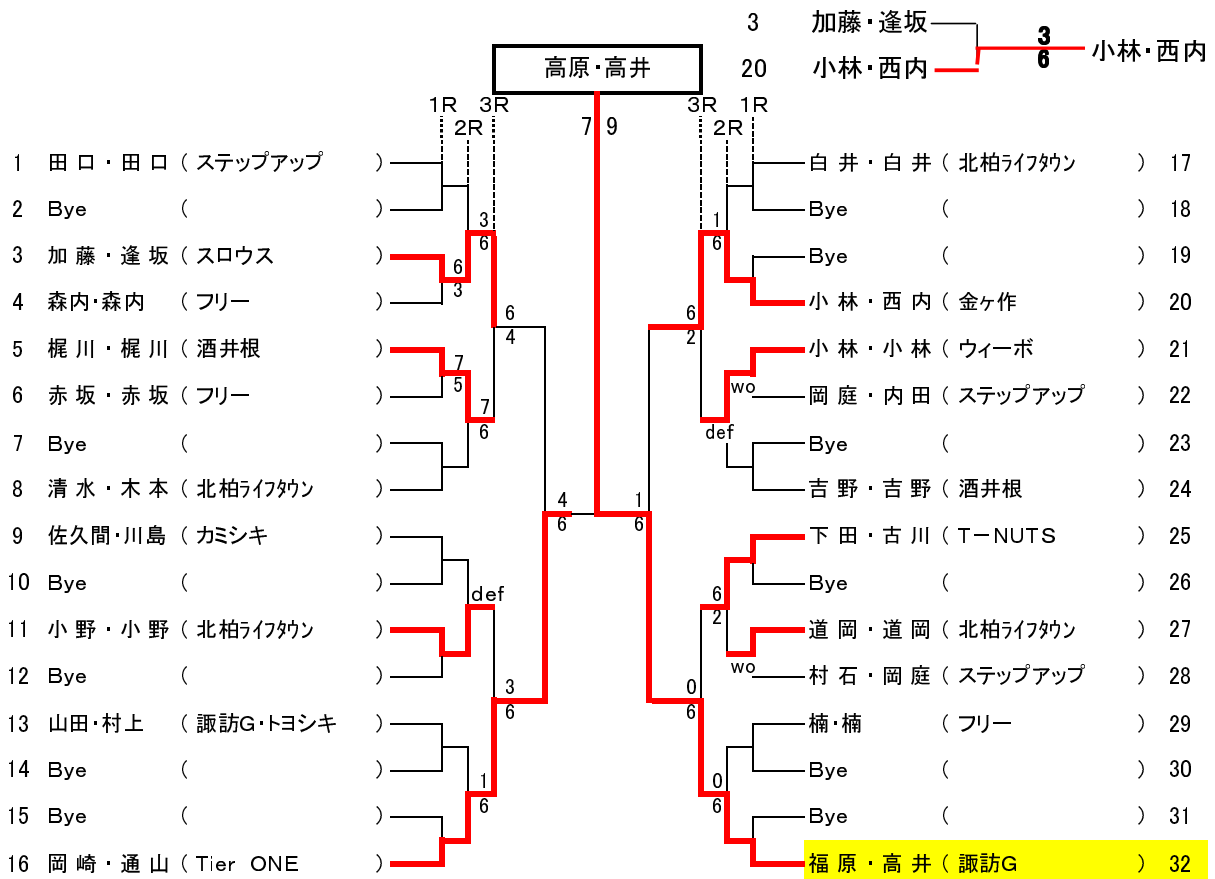 3 加藤・逢坂
3
6 小林・西内
20 小林・西内
高原・高井
1R 3R 3R 1R
2R 7 9 2R
1 田口・田口 ( ステップアップ ) 白井・白井 ( 北柏ライフタウン ) 17
2 Bye ( ) Bye ( ) 18
3 1
3 加藤・逢坂 ( スロウス ) 6 6 Bye ( ) 19
6
3
4 森内・森内 ( フリー ) 小林・西内 ( 金ヶ作 ) 20
6 6
4 2
5 梶川・梶川 ( 酒井根 ) 小林・小林 ( ウィーボ ) 21
7
5 wo
6 赤坂・赤坂 ( フリー ) 岡庭・内田 ( ステップアップ ) 22
7
6 def
7 Bye ( ) Bye ( ) 23
8 清水・木本 ( 北柏ライフタウン ) 吉野・吉野 ( 酒井根 ) 24
4 1
6 6
9 佐久間・川島 ( カミシキ ) 下田・古川 ( T－NUTS ) 25
10 Bye ( ) Bye ( ) 26
def 6
2
11 小野・小野 ( 北柏ライフタウン ) 道岡・道岡 ( 北柏ライフタウン ) 27
wo
12 Bye ( ) 村石・岡庭 ( ステップアップ ) 28
3 0
6 6
13 山田・村上 ( 諏訪G・トヨシキ ) 楠・楠 ( フリー ) 29
14 Bye ( ) Bye ( ) 30
1 0
6 6
15 Bye ( ) Bye ( ) 31
16 岡崎・通山 ( Tier ONE ) 福原・高井 ( 諏訪G ) 32